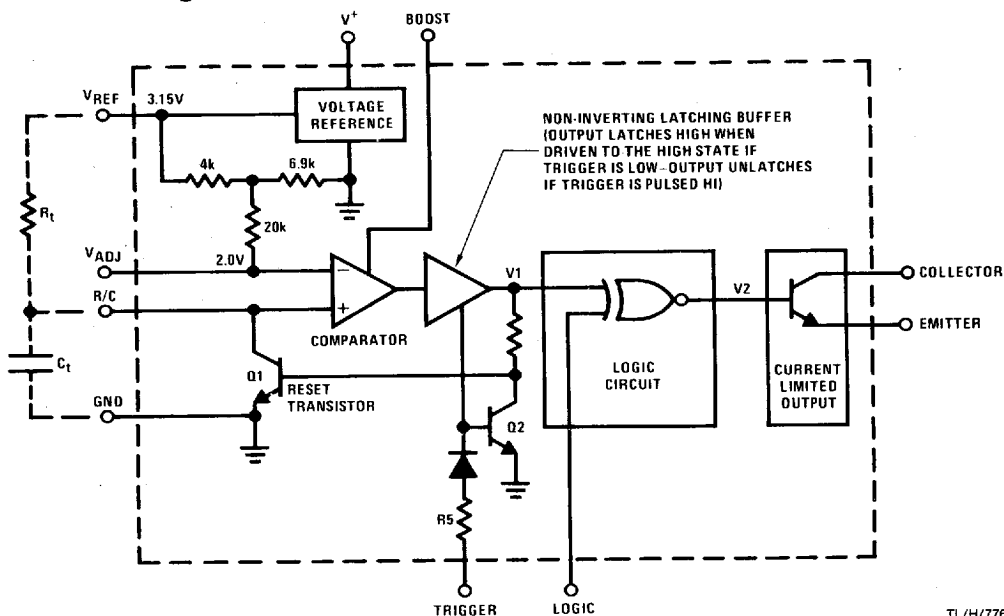 V+
BOOST
VREF
3.15V
VOLTAGE
REFERENCE
NON-INVERTING LATCHING BUFFER
(OUTPUT LATCHES HIGH WHEN
DRIVEN TO THE HIGH STATE IF
TRIGGER IS LOW–OUTPUT UNLATCHES
IF TRIGGER IS PULSED HI)
4k
6.9k
Rt
20k
VADJ
2.0V
R/C
COMPARATOR
V1
V2
COLLECTOR
EMITTER
Ct
Q1
RESET
TRANSISTOR
LOGIC
CIRCUIT
CURRENT
LIMITED
OUTPUT
GND
Q2
R5
TRIGGER
LOGIC